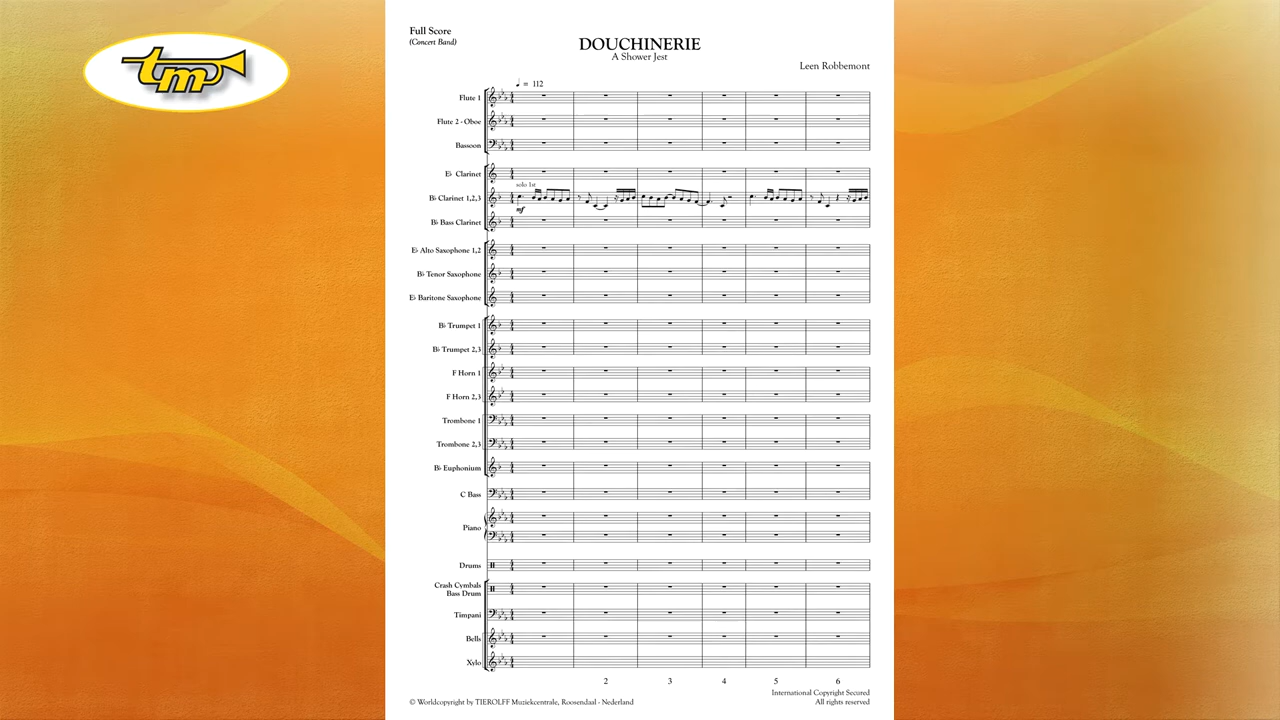 tm
Full Score
(Concert Band)
DOUCHINERIE
A Shower Jest
Leen Robbemont
♩ = 112
Flute 1
Flute 2 - Oboe
Bassoon
E♭ Clarinet
solo 1st
B♭ Clarinet 1,2,3
mf
B♭ Bass Clarinet
E♭ Alto Saxophone 1,2
B♭ Tenor Saxophone
E♭ Baritone Saxophone
B♭ Trumpet 1
B♭ Trumpet 2,3
F Horn 1
F Horn 2,3
Trombone 1
Trombone 2,3
B♭ Euphonium
C Bass
Piano
Drums
Crash Cymbals
Bass Drum
Timpani
Bells
Xylo
2 3 4 5 6
International Copyright Secured
© Worldcopyright by TIEROLFF Muziekcentrale, Roosendaal - Nederland
All rights reserved